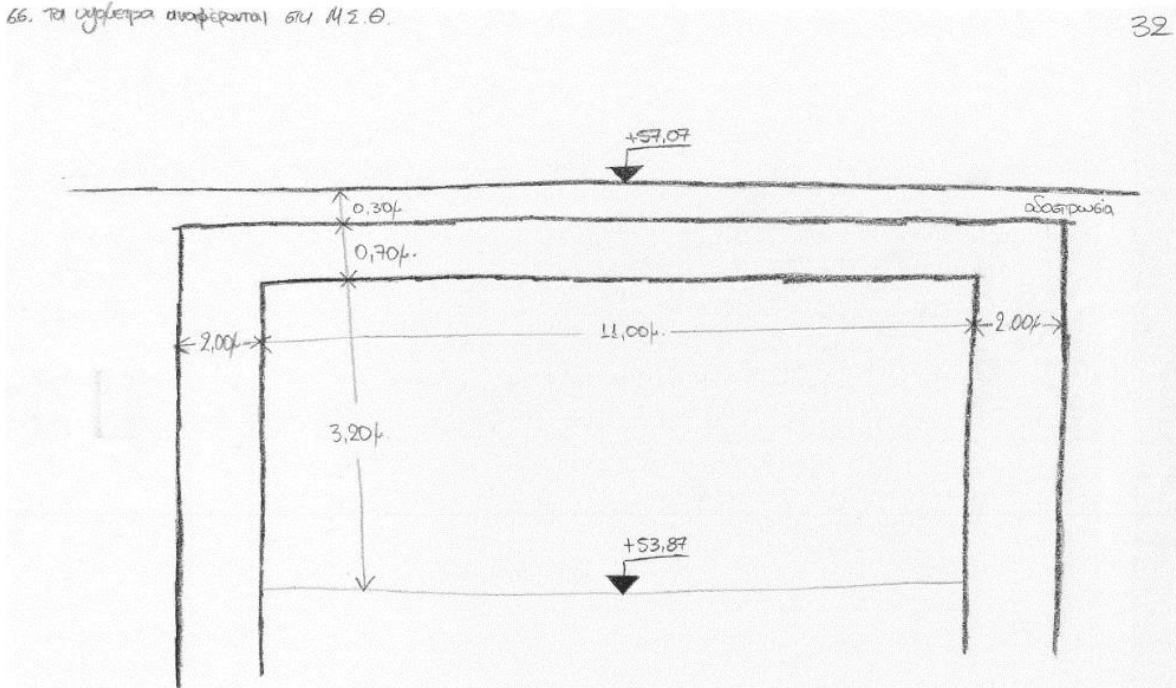 66. Τα υψόμετρα αναφέρονται στη Μ.Σ.Θ.
32
+57,07
0,30μ
οδοστρωσία
0,70μ.
2,00μ
11,00μ.
2.00μ
3,20μ.
+53,87